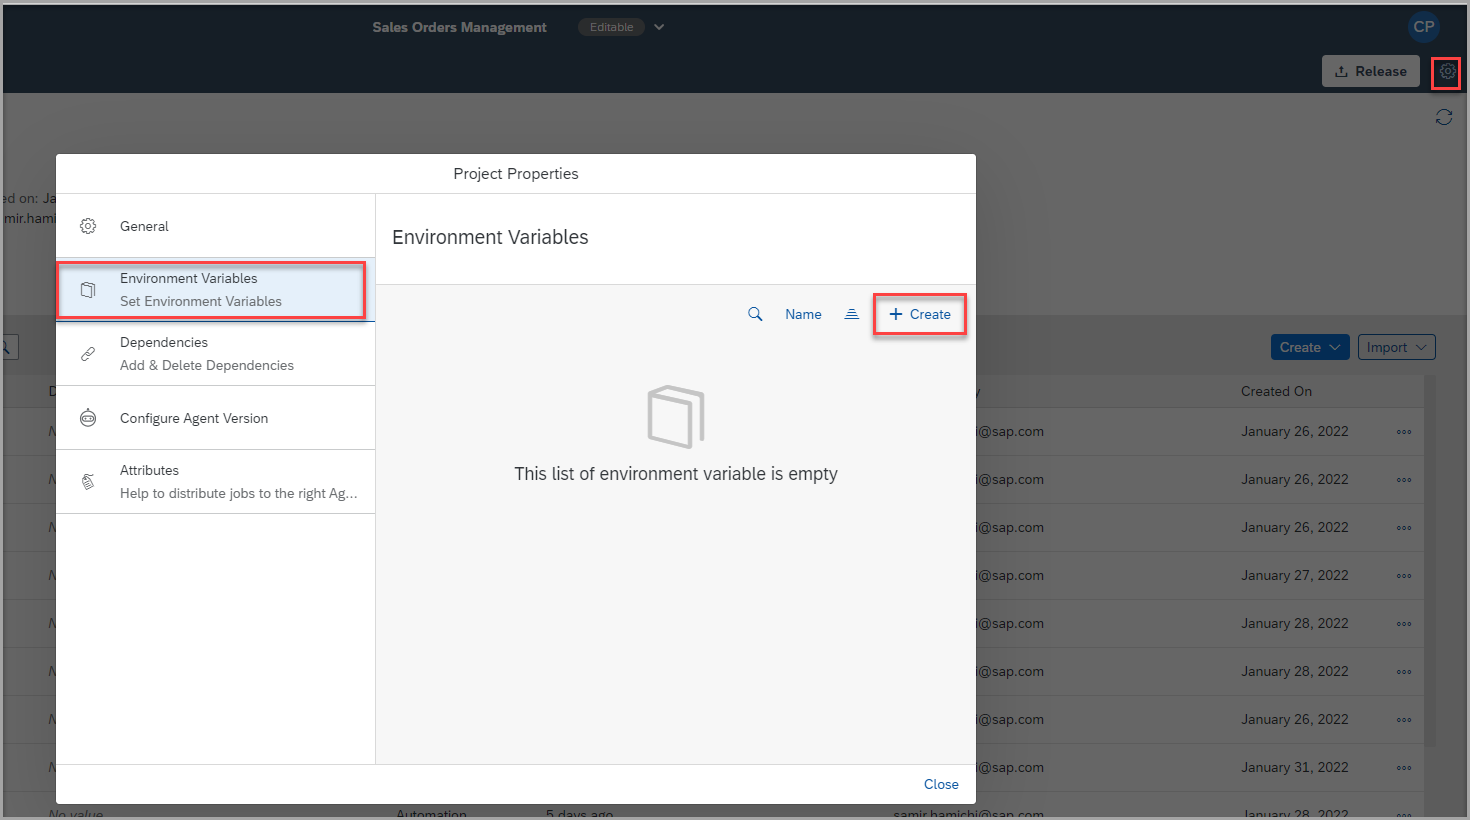 Sales Orders Management Editable
CP
Release
ed on: Ja
mir.hami
Project Properties
General
Environment Variables
Set Environment Variables
Dependencies
Add & Delete Dependencies
Configure Agent Version
Attributes
Help to distribute jobs to the right Ag...
Environment Variables
Name
Create
This list of environment variable is empty
Close
Create Import
Created On
i@sap.com January 26, 2022
i@sap.com January 26, 2022
i@sap.com January 26, 2022
i@sap.com January 27, 2022
i@sap.com January 28, 2022
i@sap.com January 28, 2022
i@sap.com January 26, 2022
i@sap.com January 31, 2022
No value Automation 5 days ago samir.hamichi@sap.com January 28, 2022